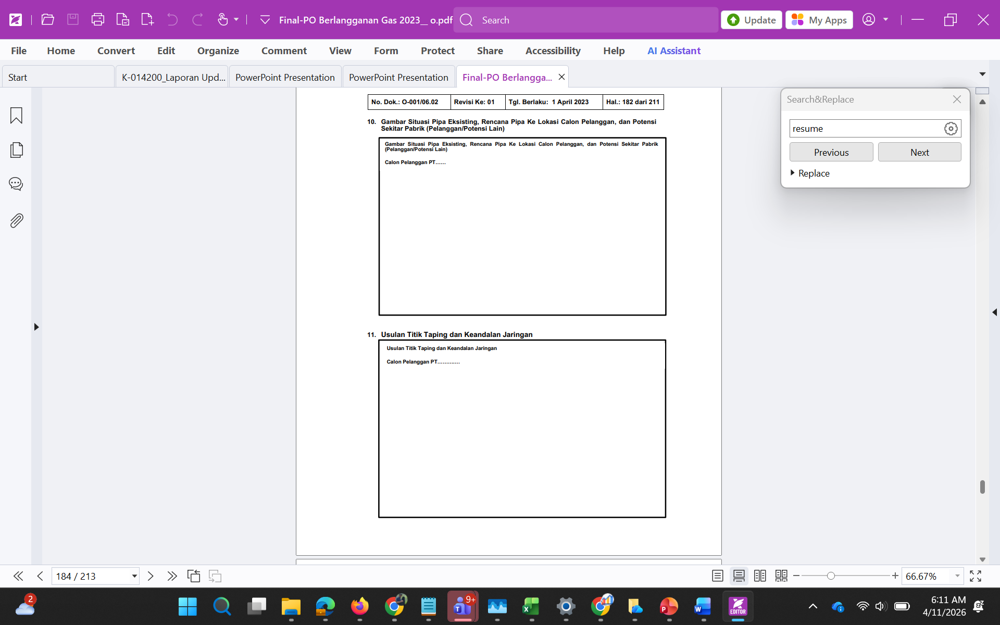 Final-PO Berlangganan Gas 2023__ o.pdf
Search
Update
My Apps
File
Home
Convert
Edit
Organize
Comment
View
Form
Protect
Share
Accessibility
Help
AI Assistant
Start
K-014200_Laporan Upd...
PowerPoint Presentation
PowerPoint Presentation
Final-PO Berlangga...
No. Dok.: O-001/06.02
Revisi Ke: 01
Tgl. Berlaku: 1 April 2023
Hal.: 182 dari 211
10. Gambar Situasi Pipa Eksisting, Rencana Pipa Ke Lokasi Calon Pelanggan, dan Potensi
Sekitar Pabrik (Pelanggan/Potensi Lain)
Gambar Situasi Pipa Eksisting, Rencana Pipa Ke Lokasi Calon Pelanggan, dan Potensi Sekitar Pabrik
(Pelanggan/Potensi Lain)
Calon Pelanggan PT......
11. Usulan Titik Taping dan Keandalan Jaringan
Usulan Titik Taping dan Keandalan Jaringan
Calon Pelanggan PT............
Search&Replace
resume
Previous
Next
Replace
184 / 213
66.67%
2
9+
EDITOR
6:11 AM
4/11/2026